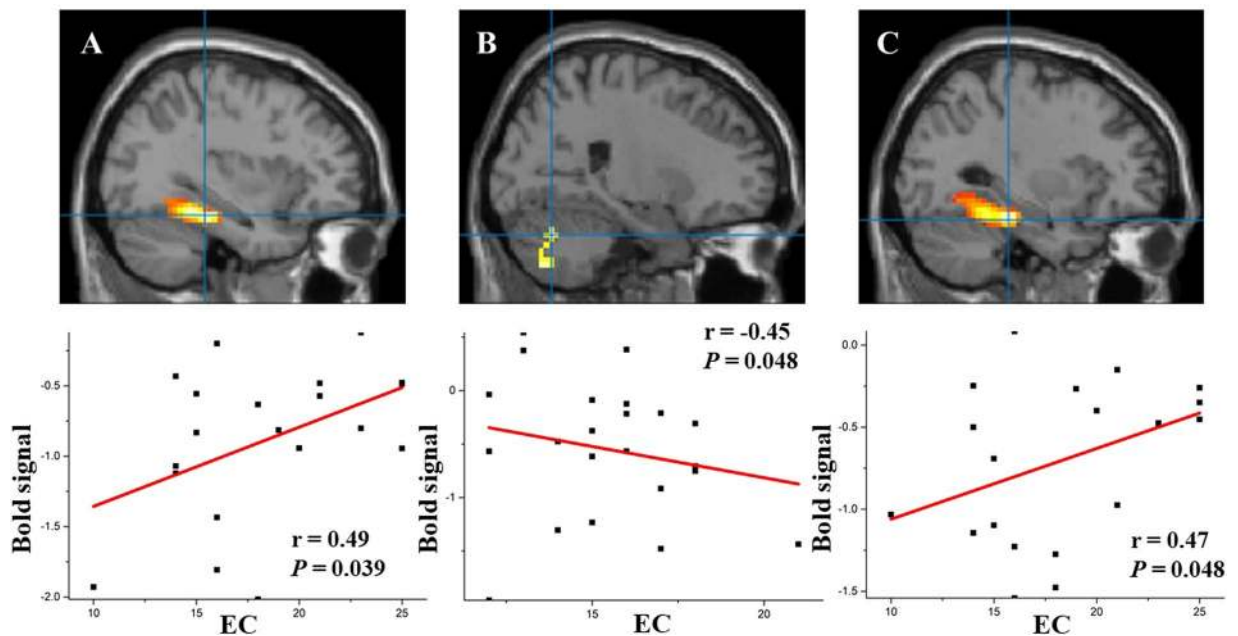 A
B
C
Bold signal
-0.5
-1.0
-1.5
-2.0
10
15
20
25
EC
r = 0.49
P = 0.039
Bold signal
0
-1
15
20
EC
r = -0.45
P = 0.048
Bold signal
0.0
-0.5
-1.0
-1.5
10
15
20
25
EC
r = 0.47
P = 0.048